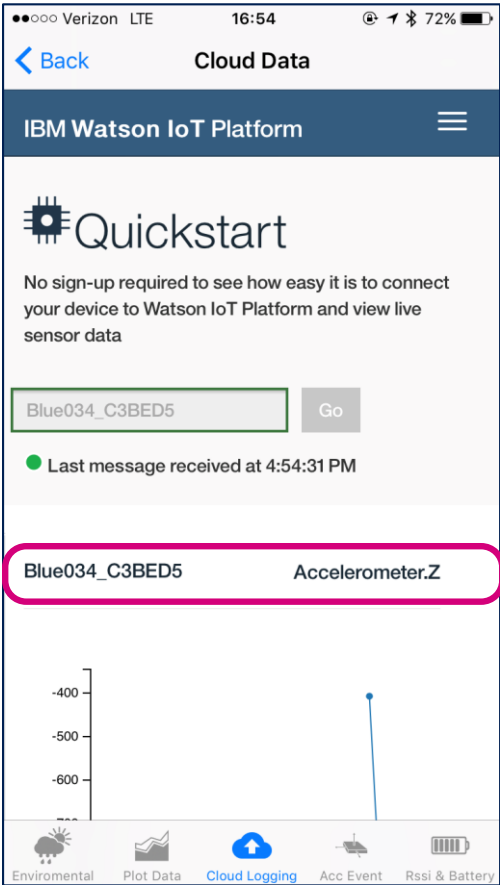 Verizon LTE 16:54 72%
Back Cloud Data
IBM Watson IoT Platform
Quickstart
No sign-up required to see how easy it is to connect
your device to Watson IoT Platform and view live
sensor data
Blue034_C3BED5 Go
Last message received at 4:54:31 PM
Blue034_C3BED5 Accelerometer.Z
-400
-500
-600
Enviromental Plot Data Cloud Logging Acc Event Rssi & Battery